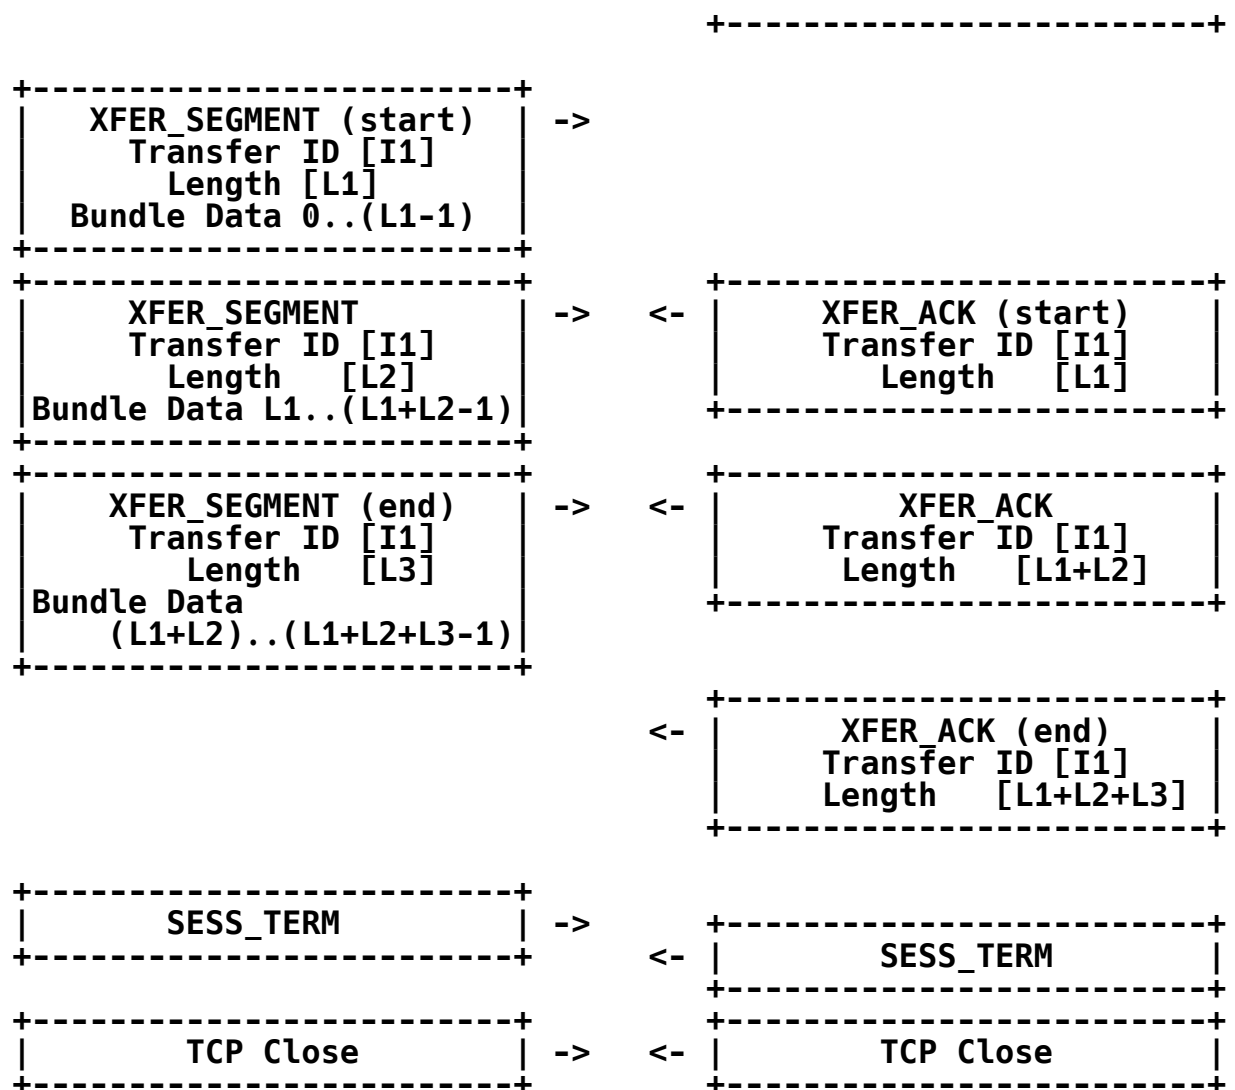 +-------------------------+

+-------------------------+
|   XFER_SEGMENT (start)  | ->
|     Transfer ID [I1]    |
|       Length [L1]       |
|  Bundle Data 0..(L1-1)  |
+-------------------------+
+-------------------------+         +-------------------------+
|     XFER_SEGMENT        | ->   <- |     XFER_ACK (start)    |
|     Transfer ID [I1]    |         |     Transfer ID [I1]    |
|       Length   [L2]     |         |        Length   [L1]    |
|Bundle Data L1..(L1+L2-1)|         +-------------------------+
+-------------------------+
+-------------------------+         +-------------------------+
|    XFER_SEGMENT (end)   | ->   <- |         XFER_ACK        |
|     Transfer ID [I1]    |         |     Transfer ID [I1]    |
|        Length   [L3]    |         |      Length   [L1+L2]   |
|Bundle Data              |         +-------------------------+
|    (L1+L2)..(L1+L2+L3-1)|
+-------------------------+
                                    +-------------------------+
                                 <- |      XFER_ACK (end)     |
                                    |     Transfer ID [I1]    |
                                    |     Length   [L1+L2+L3] |
                                    +-------------------------+

+-------------------------+
|       SESS_TERM         | ->      +-------------------------+
+-------------------------+      <- |        SESS_TERM        |
                                    +-------------------------+
+-------------------------+         +-------------------------+
|        TCP Close        | ->   <- |        TCP Close        |
+-------------------------+         +-------------------------+